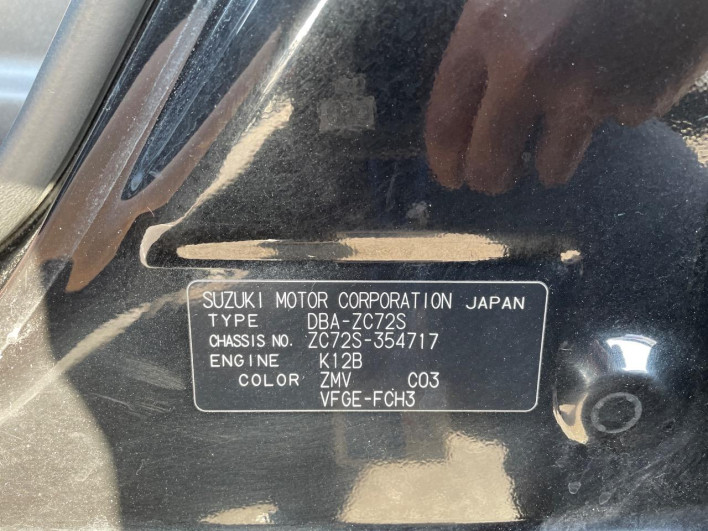 SUZUKI MOTOR CORPORATION JAPAN
TYPE DBA-ZC72S
CHASSIS NO. ZC72S-354717
ENGINE K12B
COLOR ZMV C03
VFGE-FCH3